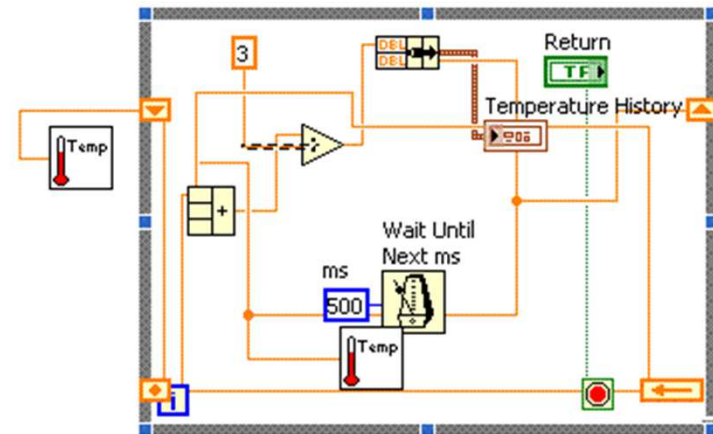 3
DBL
DBL
Return
TF
Temperature History
Temp
+
Wait Until
Next ms
ms
500
Temp
i